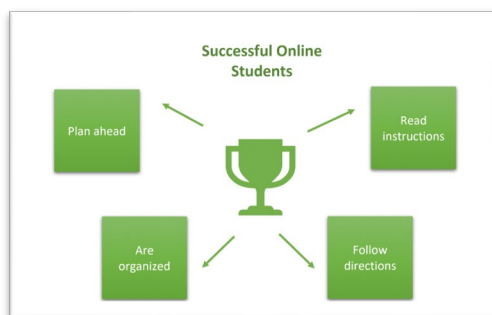 Successful Online
Students
Plan ahead
Read
instructions
Are
organized
Follow
directions